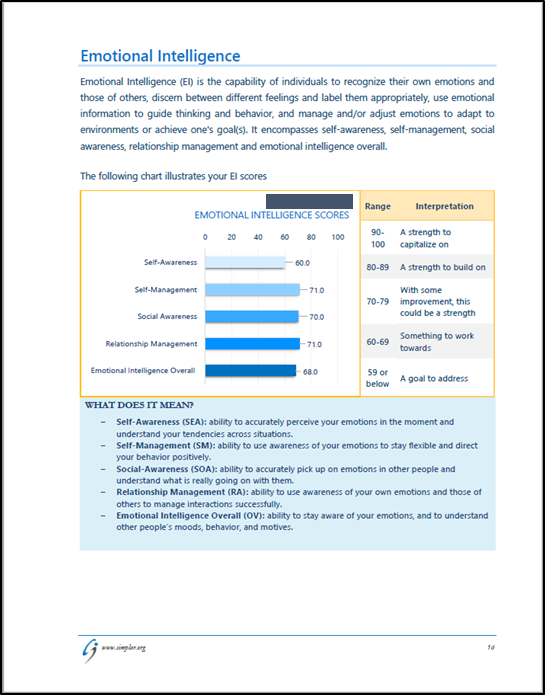 Emotional Intelligence
Emotional Intelligence (EI) is the capability of individuals to recognize their own emotions and
those of others, discern between different feelings and label them appropriately, use emotional
information to guide thinking and behavior, and manage and/or adjust emotions to adapt to
environments or achieve one's goal(s). It encompasses self-awareness, self-management, social
awareness, relationship management and emotional intelligence overall.
The following chart illustrates your EI scores
EMOTIONAL INTELLIGENCE SCORES
0 20 40 60 80 100
Self-Awareness 60.0
Self-Management 71.0
Social Awareness 70.0
Relationship Management 71.0
Emotional Intelligence Overall 68.0
Range Interpretation
90-
100
A strength to
capitalize on
80-89 A strength to build on
70-79
With some
improvement, this
could be a strength
60-69
Something to work
towards
59 or
below
A goal to address
WHAT DOES IT MEAN?
– Self-Awareness (SEA): ability to accurately perceive your emotions in the moment and
understand your tendencies across situations.
– Self-Management (SM): ability to use awareness of your emotions to stay flexible and direct
your behavior positively.
– Social-Awareness (SOA): ability to accurately pick up on emotions in other people and
understand what is really going on with them.
– Relationship Management (RA): ability to use awareness of your own emotions and those of
others to manage interactions successfully.
– Emotional Intelligence Overall (OV): ability to stay aware of your emotions, and to understand
other people's moods, behavior, and motives.
www.simplar.org
16